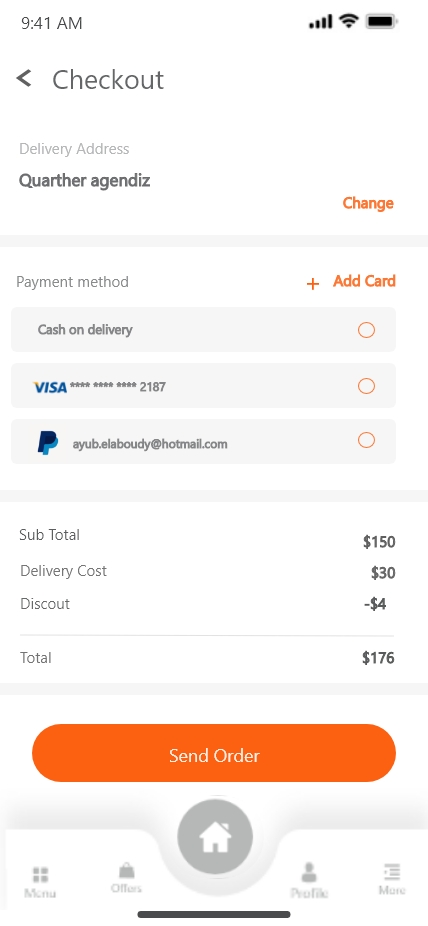 9:41 AM
Checkout
Delivery Address
Quarther agendiz
Change
Payment method
+ Add Card
Cash on delivery
VISA **** **** **** 2187
ayub.elaboudy@hotmail.com
Sub Total $150
Delivery Cost $30
Discout -$4
Total $176
Send Order
Menu Offers Profile More